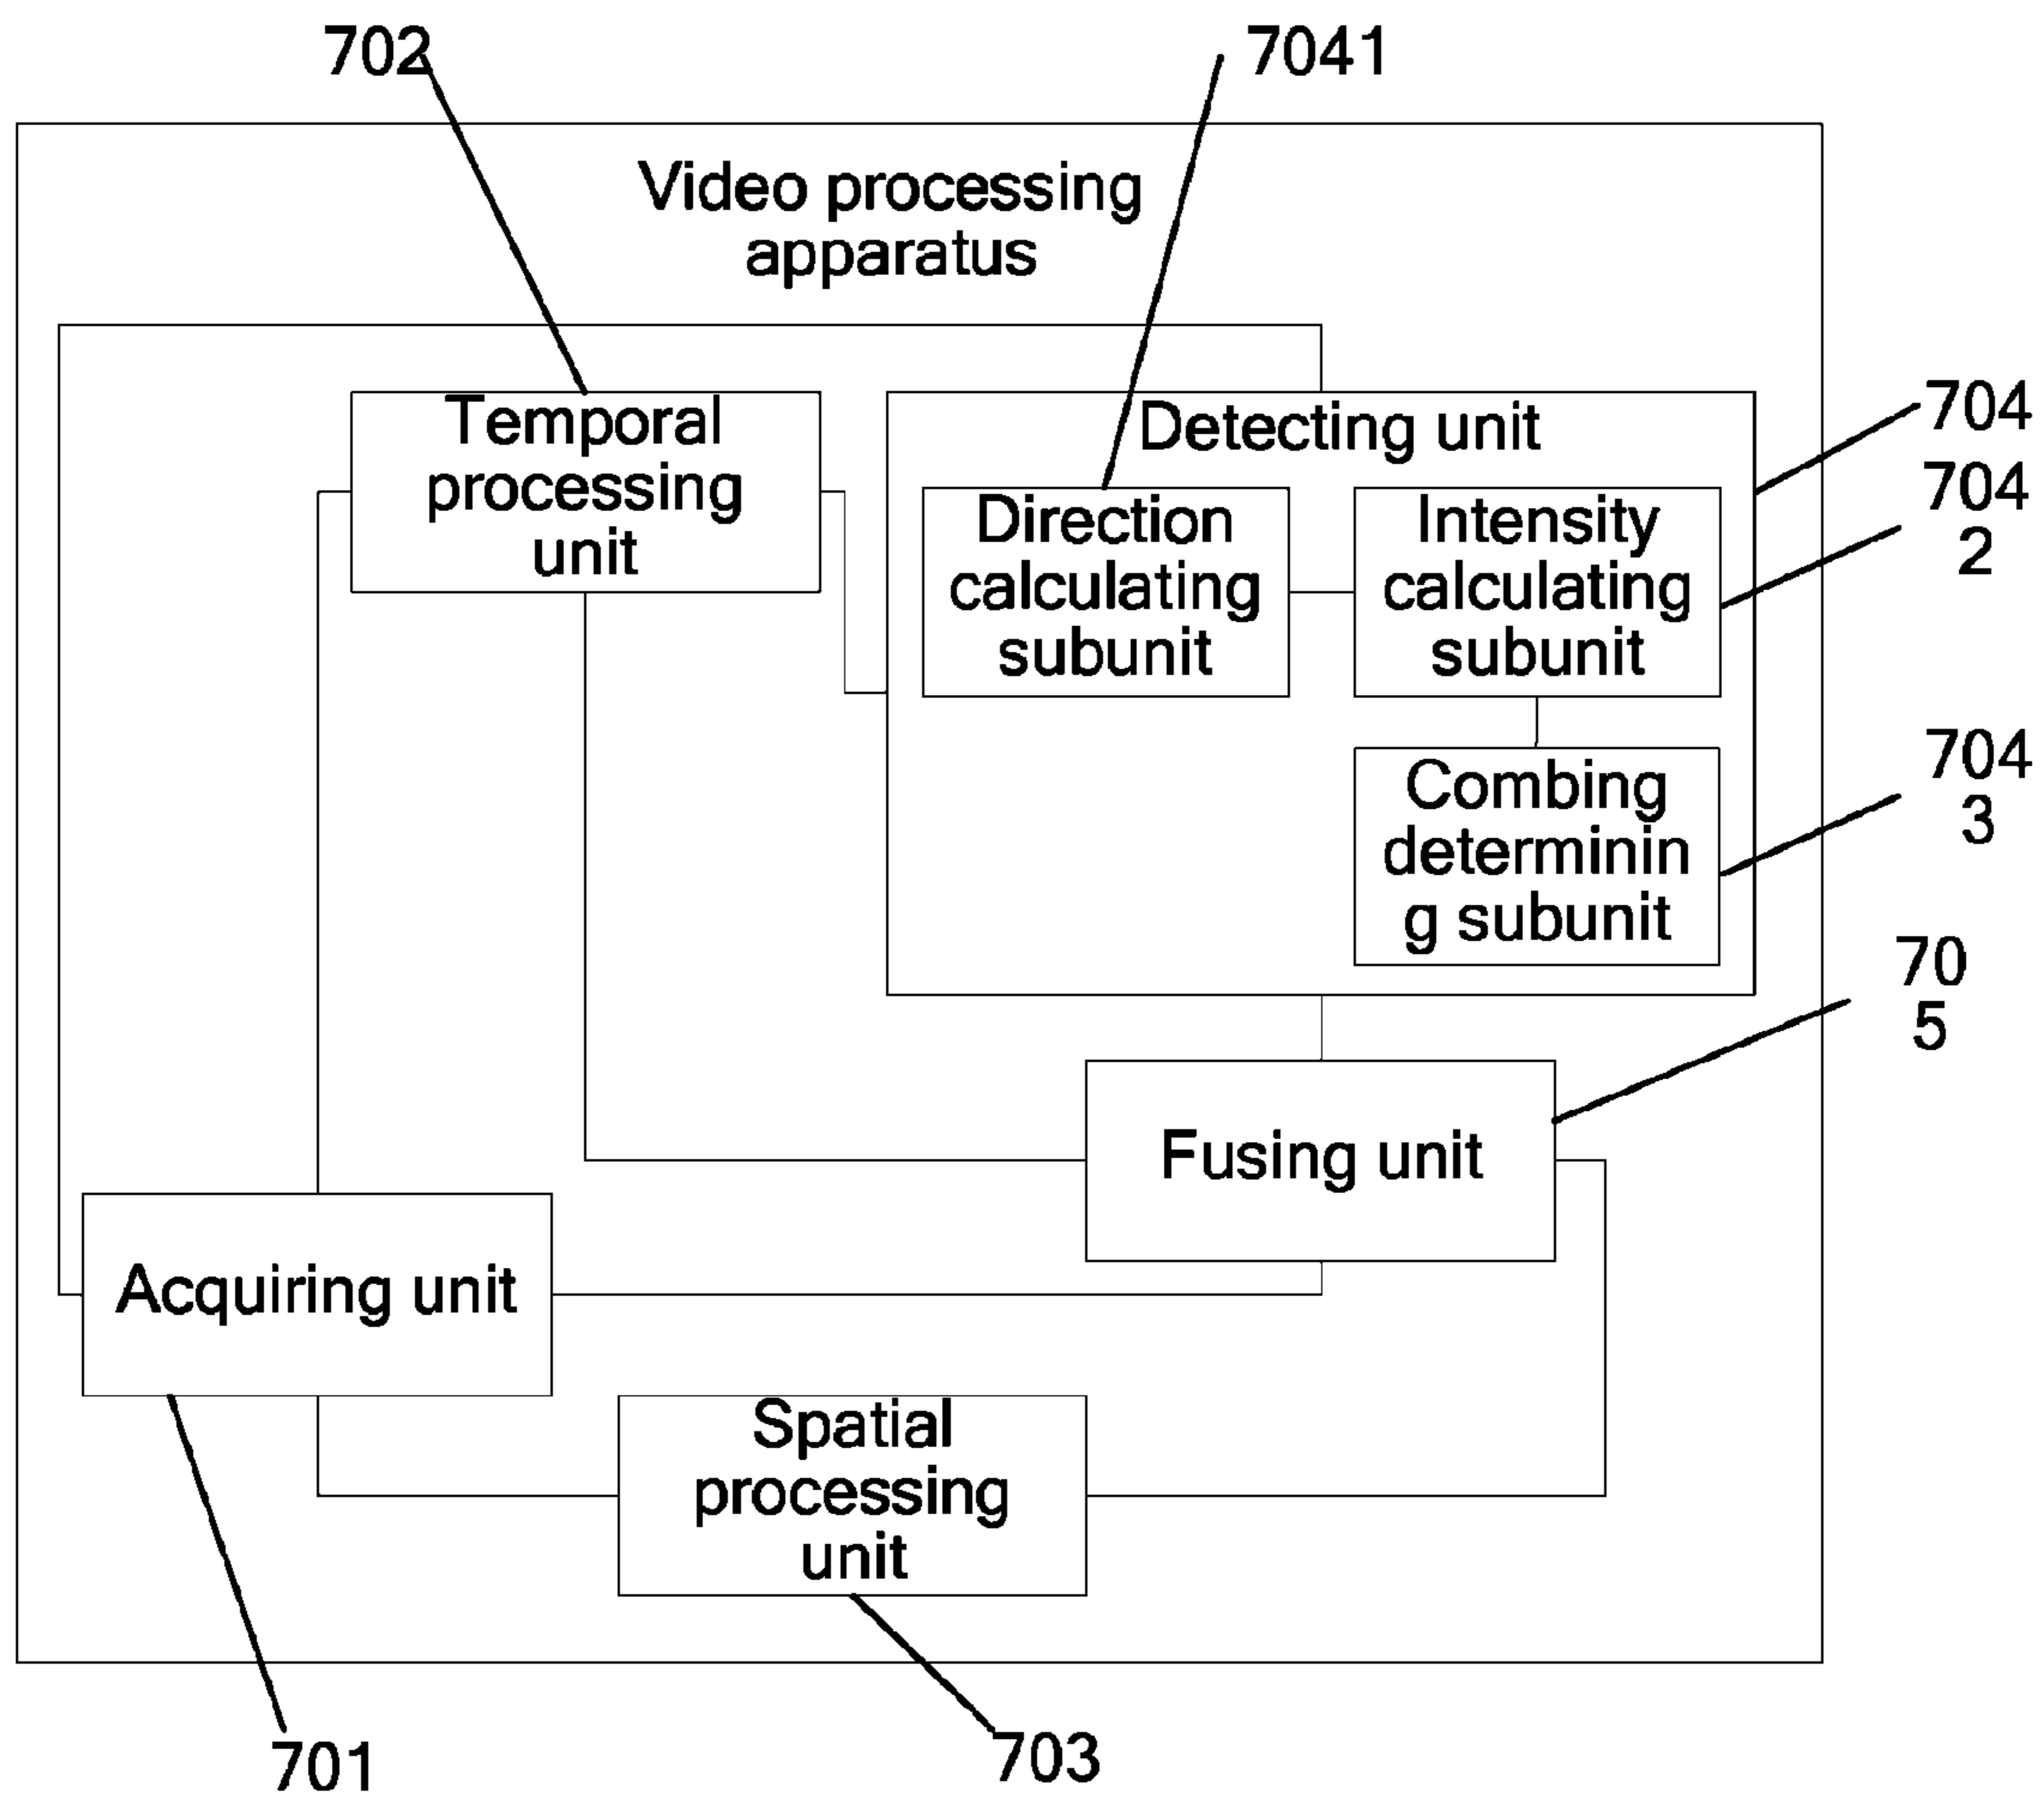 702
7041
Video processing
apparatus
Temporal
processing
unit
Detecting unit
704
Direction
calculating
subunit
Intensity
calculating
subunit
704
2
Combing
determinin
g subunit
704
3
70
5
Fusing unit
Acquiring unit
Spatial
processing
unit
701
703